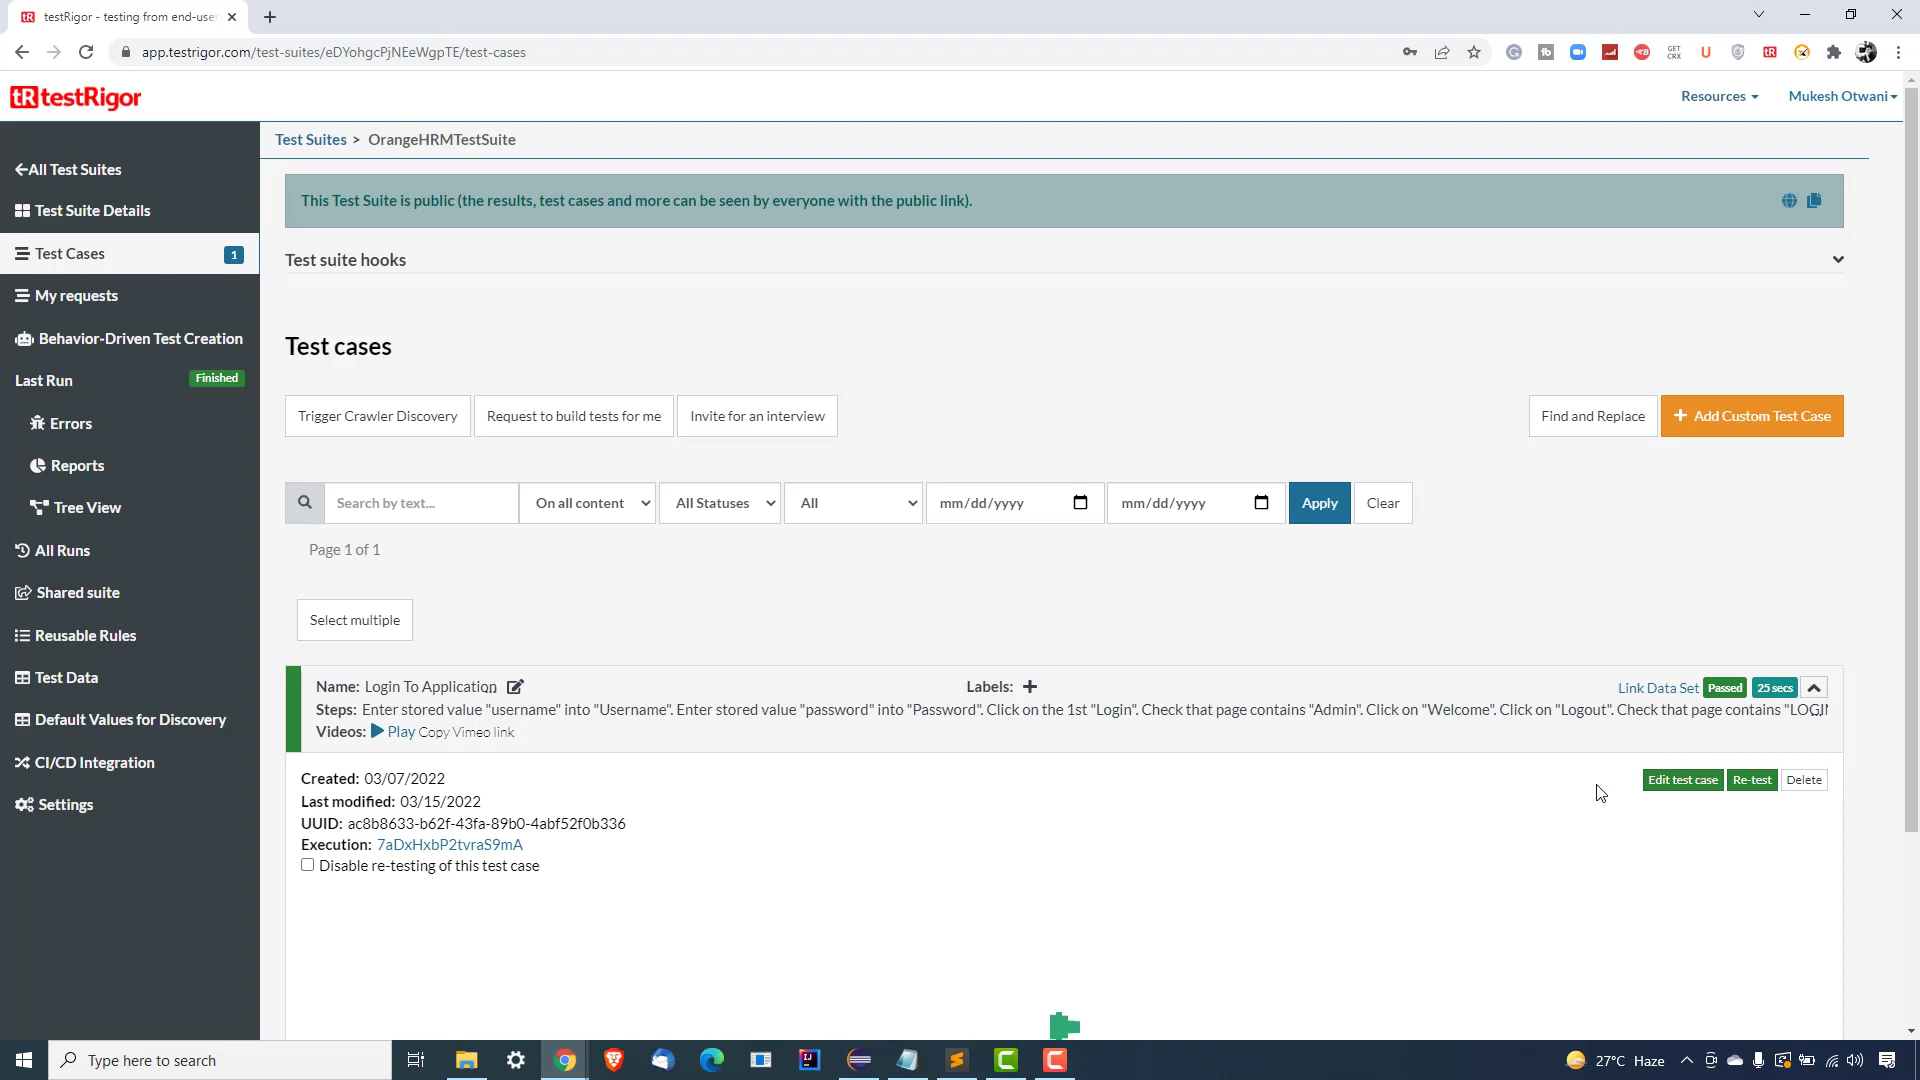 testRigor - testing from end-user
app.testrigor.com/test-suites/eDYohgcPjNEeWgpTE/test-cases
GET CRX
tR testRigor
Resources
Mukesh Otwani
All Test Suites
Test Suite Details
Test Cases 1
My requests
Behavior-Driven Test Creation
Last Run Finished
Errors
Reports
Tree View
All Runs
Shared suite
Reusable Rules
Test Data
Default Values for Discovery
CI/CD Integration
Settings
Test Suites > OrangeHRMTestSuite
This Test Suite is public (the results, test cases and more can be seen by everyone with the public link).
Test suite hooks
Test cases
Trigger Crawler Discovery Request to build tests for me Invite for an interview Find and Replace + Add Custom Test Case
Search by text... On all content All Statuses All mm/dd/yyyy mm/dd/yyyy Apply Clear
Page 1 of 1
Select multiple
Name: Login To Application Labels: + Link Data Set Passed 25 secs
Steps: Enter stored value "username" into "Username". Enter stored value "password" into "Password". Click on the 1st "Login". Check that page contains "Admin". Click on "Welcome". Click on "Logout". Check that page contains "LOGIN
Videos: Play Copy Vimeo link
Created: 03/07/2022 Edit test case Re-test Delete
Last modified: 03/15/2022
UUID: ac8b8633-b62f-43fa-89b0-4abf52f0b336
Execution: 7aDxHxbP2tvraS9mA
Disable re-testing of this test case
Type here to search
27°C Haze